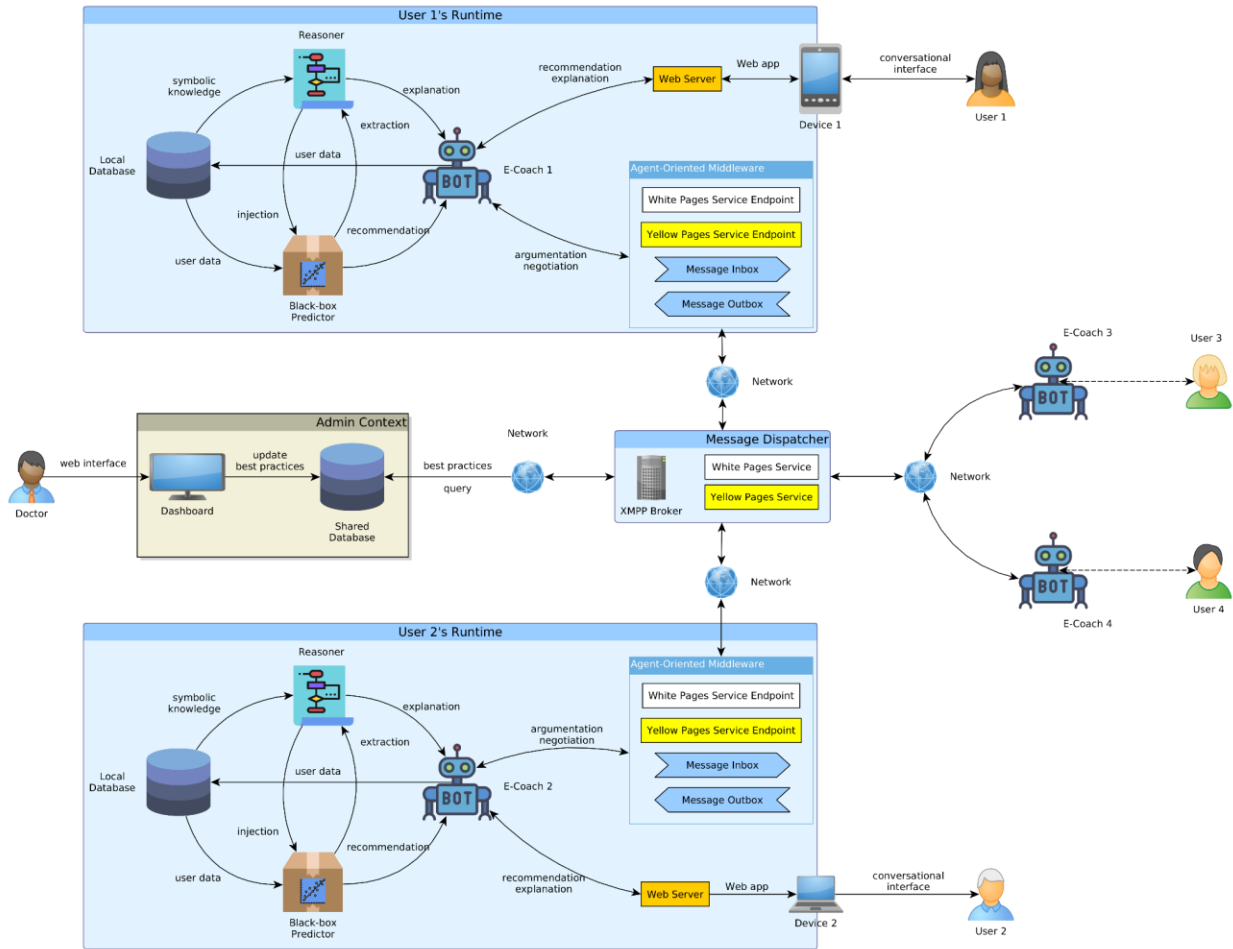 User 1's Runtime
Reasoner
symbolic
knowledge
explanation
extraction
Local
Database
user data
E-Coach 1
BOT
injection
recommendation
user data
Black-box
Predictor
recommendation
explanation
Web Server
Web app
Device 1
conversational
interface
User 1
argumentation
negotiation
Agent-Oriented Middleware
White Pages Service Endpoint
Yellow Pages Service Endpoint
Message Inbox
Message Outbox
Network
Doctor
web interface
Admin Context
Dashboard
update
best practices
Shared
Database
best practices
query
Network
Message Dispatcher
XMPP Broker
White Pages Service
Yellow Pages Service
Network
E-Coach 3
BOT
User 3
BOT
E-Coach 4
User 4
Network
User 2's Runtime
Reasoner
symbolic
knowledge
explanation
extraction
Local
Database
user data
E-Coach 2
BOT
injection
recommendation
user data
Black-box
Predictor
argumentation
negotiation
Agent-Oriented Middleware
White Pages Service Endpoint
Yellow Pages Service Endpoint
Message Inbox
Message Outbox
recommendation
explanation
Web Server
Web app
Device 2
conversational
interface
User 2